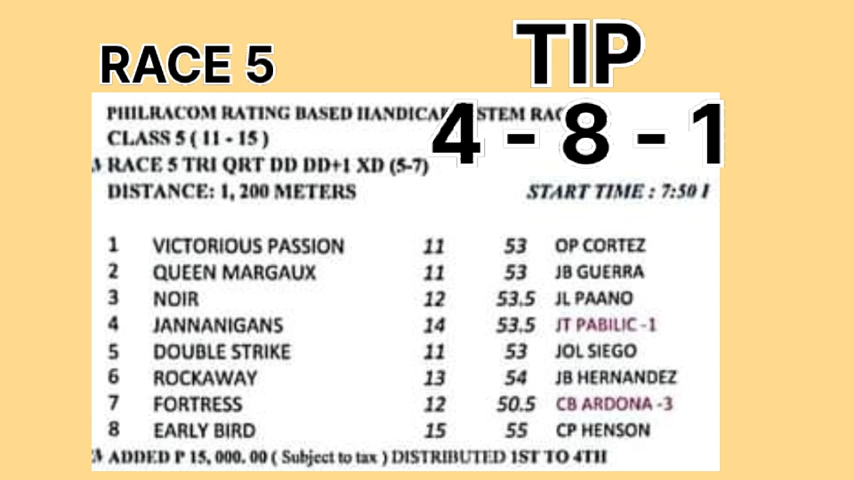 RACE 5
TIP
4 - 8 - 1
PHILRACOM RATING BASED HANDICAP SYSTEM
CLASS 5 ( 11 - 15 )
RACE 5 TRI QRT DD DD+1 XD (5-7)
DISTANCE: 1, 200 METERS START TIME : 7:50
1 VICTORIOUS PASSION 11 53 OP CORTEZ
2 QUEEN MARGAUX 11 53 JB GUERRA
3 NOIR 12 53.5 JL PAANO
4 JANNANIGANS 14 53.5 JT PABILIC -1
5 DOUBLE STRIKE 11 53 JOL SIEGO
6 ROCKAWAY 13 54 JB HERNANDEZ
7 FORTRESS 12 50.5 CB ARDONA -3
8 EARLY BIRD 15 55 CP HENSON
ADDED P 15, 000. 00 ( Subject to tax ) DISTRIBUTED 1ST TO 4TH